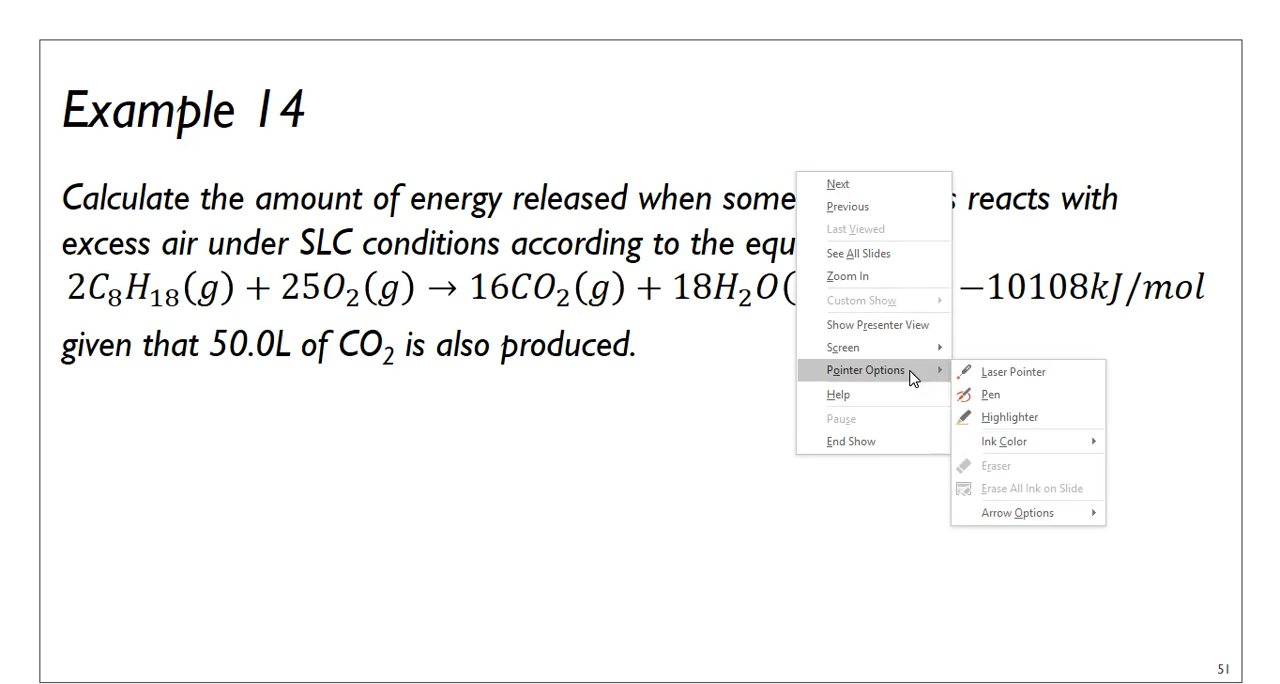 Example 14
Calculate the amount of energy released when some s reacts with
excess air under SLC conditions according to the equ
2C₈H₁₈(g) + 25O₂(g) → 16CO₂(g) + 18H₂O( −10108kJ/mol
given that 50.0L of CO₂ is also produced.
Next
Previous
Last Viewed
See All Slides
Zoom In
Custom Show
Show Presenter View
Screen
Pointer Options
Help
Pause
End Show
Laser Pointer
Pen
Highlighter
Ink Color
Eraser
Erase All Ink on Slide
Arrow Options
51